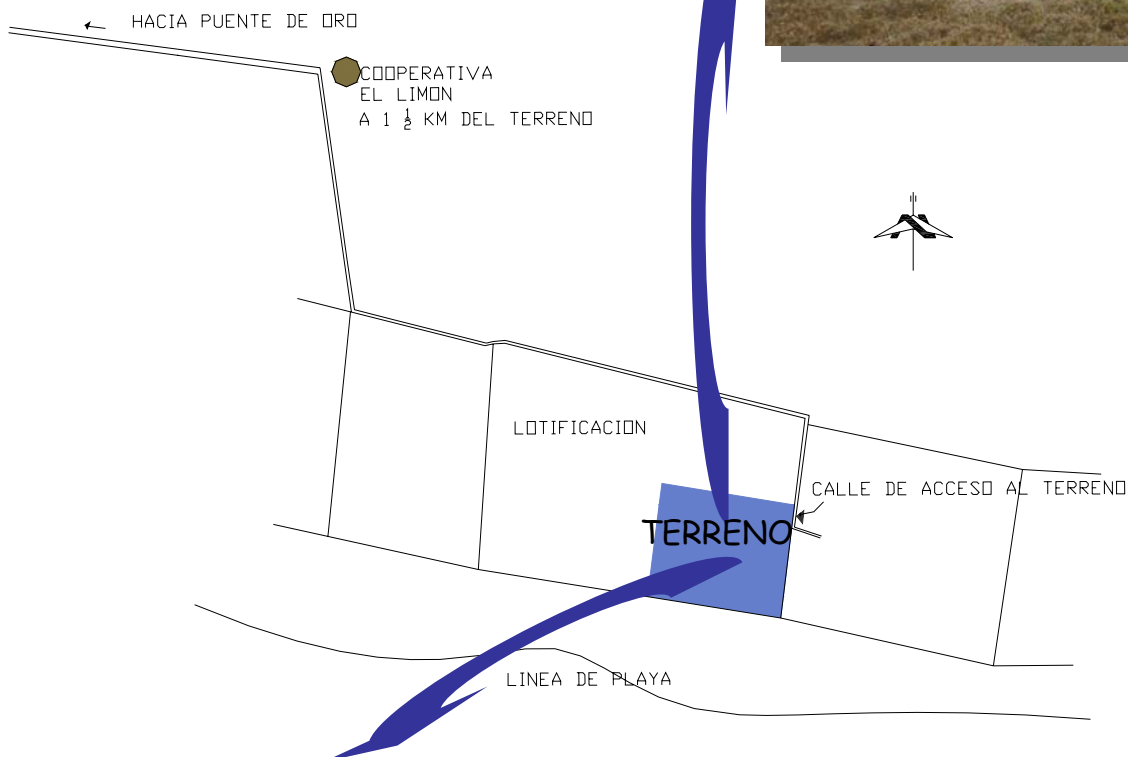 HACIA PUENTE DE ORO
COOPERATIVA
EL LIMON
A 1 ½ KM DEL TERRENO
LOTIFICACION
CALLE DE ACCESO AL TERRENO
TERRENO
LINEA DE PLAYA